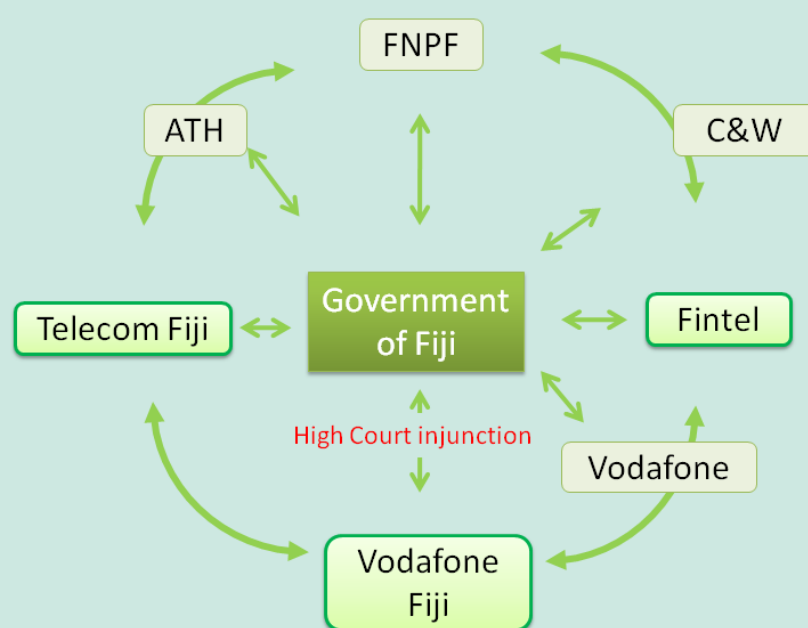 FNPF
ATH
C&W
Government
of Fiji
Telecom Fiji
Fintel
High Court injunction
Vodafone
Vodafone
Fiji